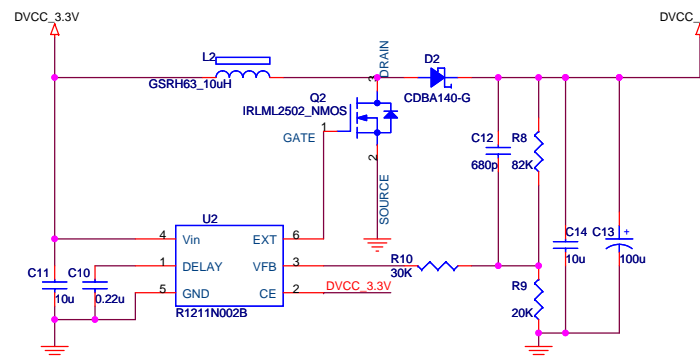 DVCC_3.3V
DVCC_
L2
GSRH63_10uH
DRAIN
3
D2
CDBA140-G
Q2
IRLML2502_NMOS
GATE
1
2
SOURCE
C12
680p
R8
82K
U2
4
Vin
EXT
6
1
DELAY
VFB
3
5
GND
CE
2
R1211N002B
DVCC_3.3V
R10
30K
C11
10u
C10
0.22u
R9
20K
C14
10u
C13
+
100u